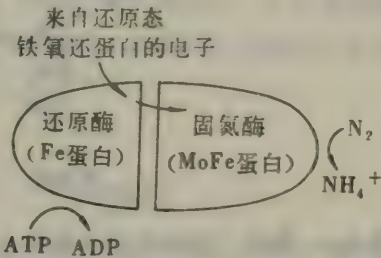 来自还原态
铁氧还蛋白的电子
还原酶
(Fe蛋白)
固氮酶
(MoFe蛋白)
N₂
NH₄⁺
ATP ADP